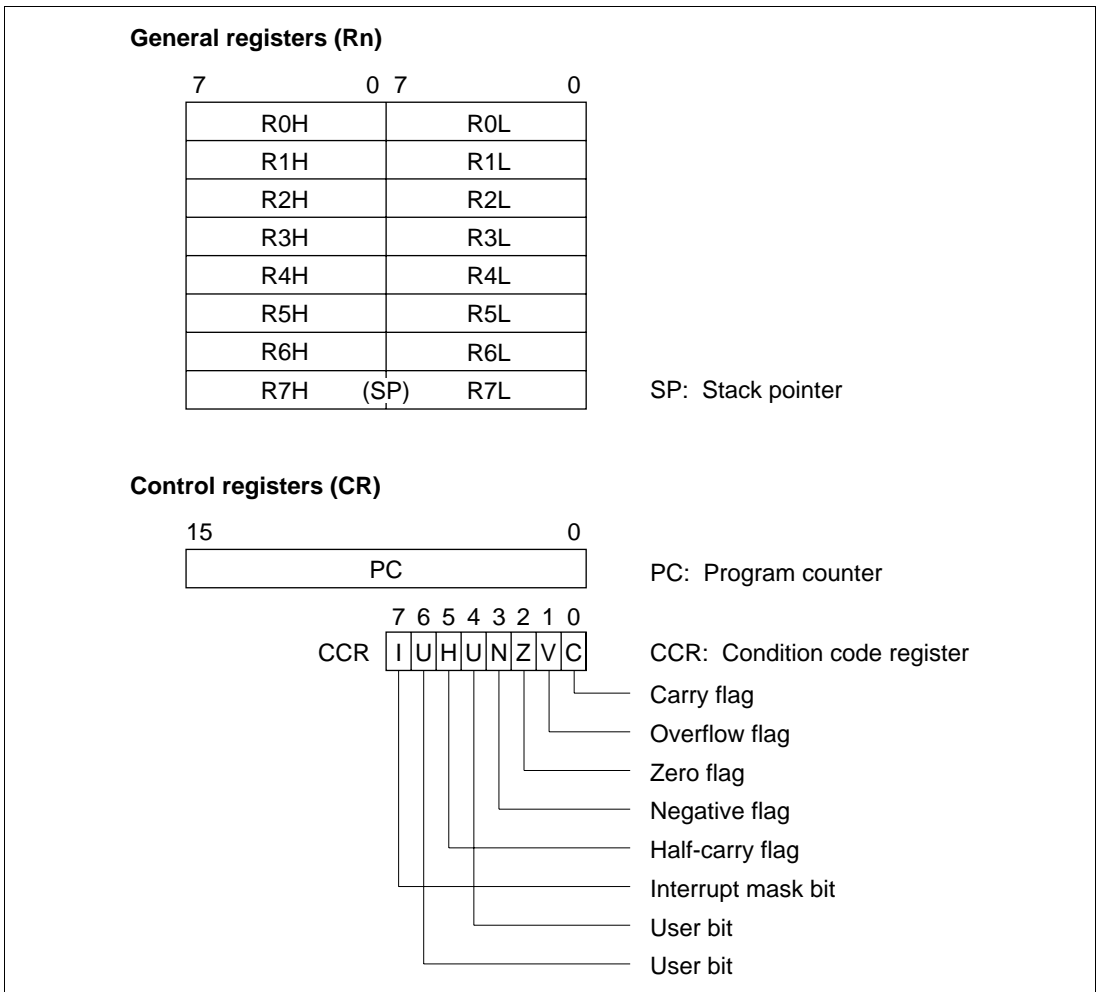 General registers (Rn)
7 0 7 0
R0H R0L
R1H R1L
R2H R2L
R3H R3L
R4H R4L
R5H R5L
R6H R6L
R7H (SP) R7L SP: Stack pointer
Control registers (CR)
15 0
PC PC: Program counter
7 6 5 4 3 2 1 0
CCR I U H U N Z V C CCR: Condition code register
Carry flag
Overflow flag
Zero flag
Negative flag
Half-carry flag
Interrupt mask bit
User bit
User bit